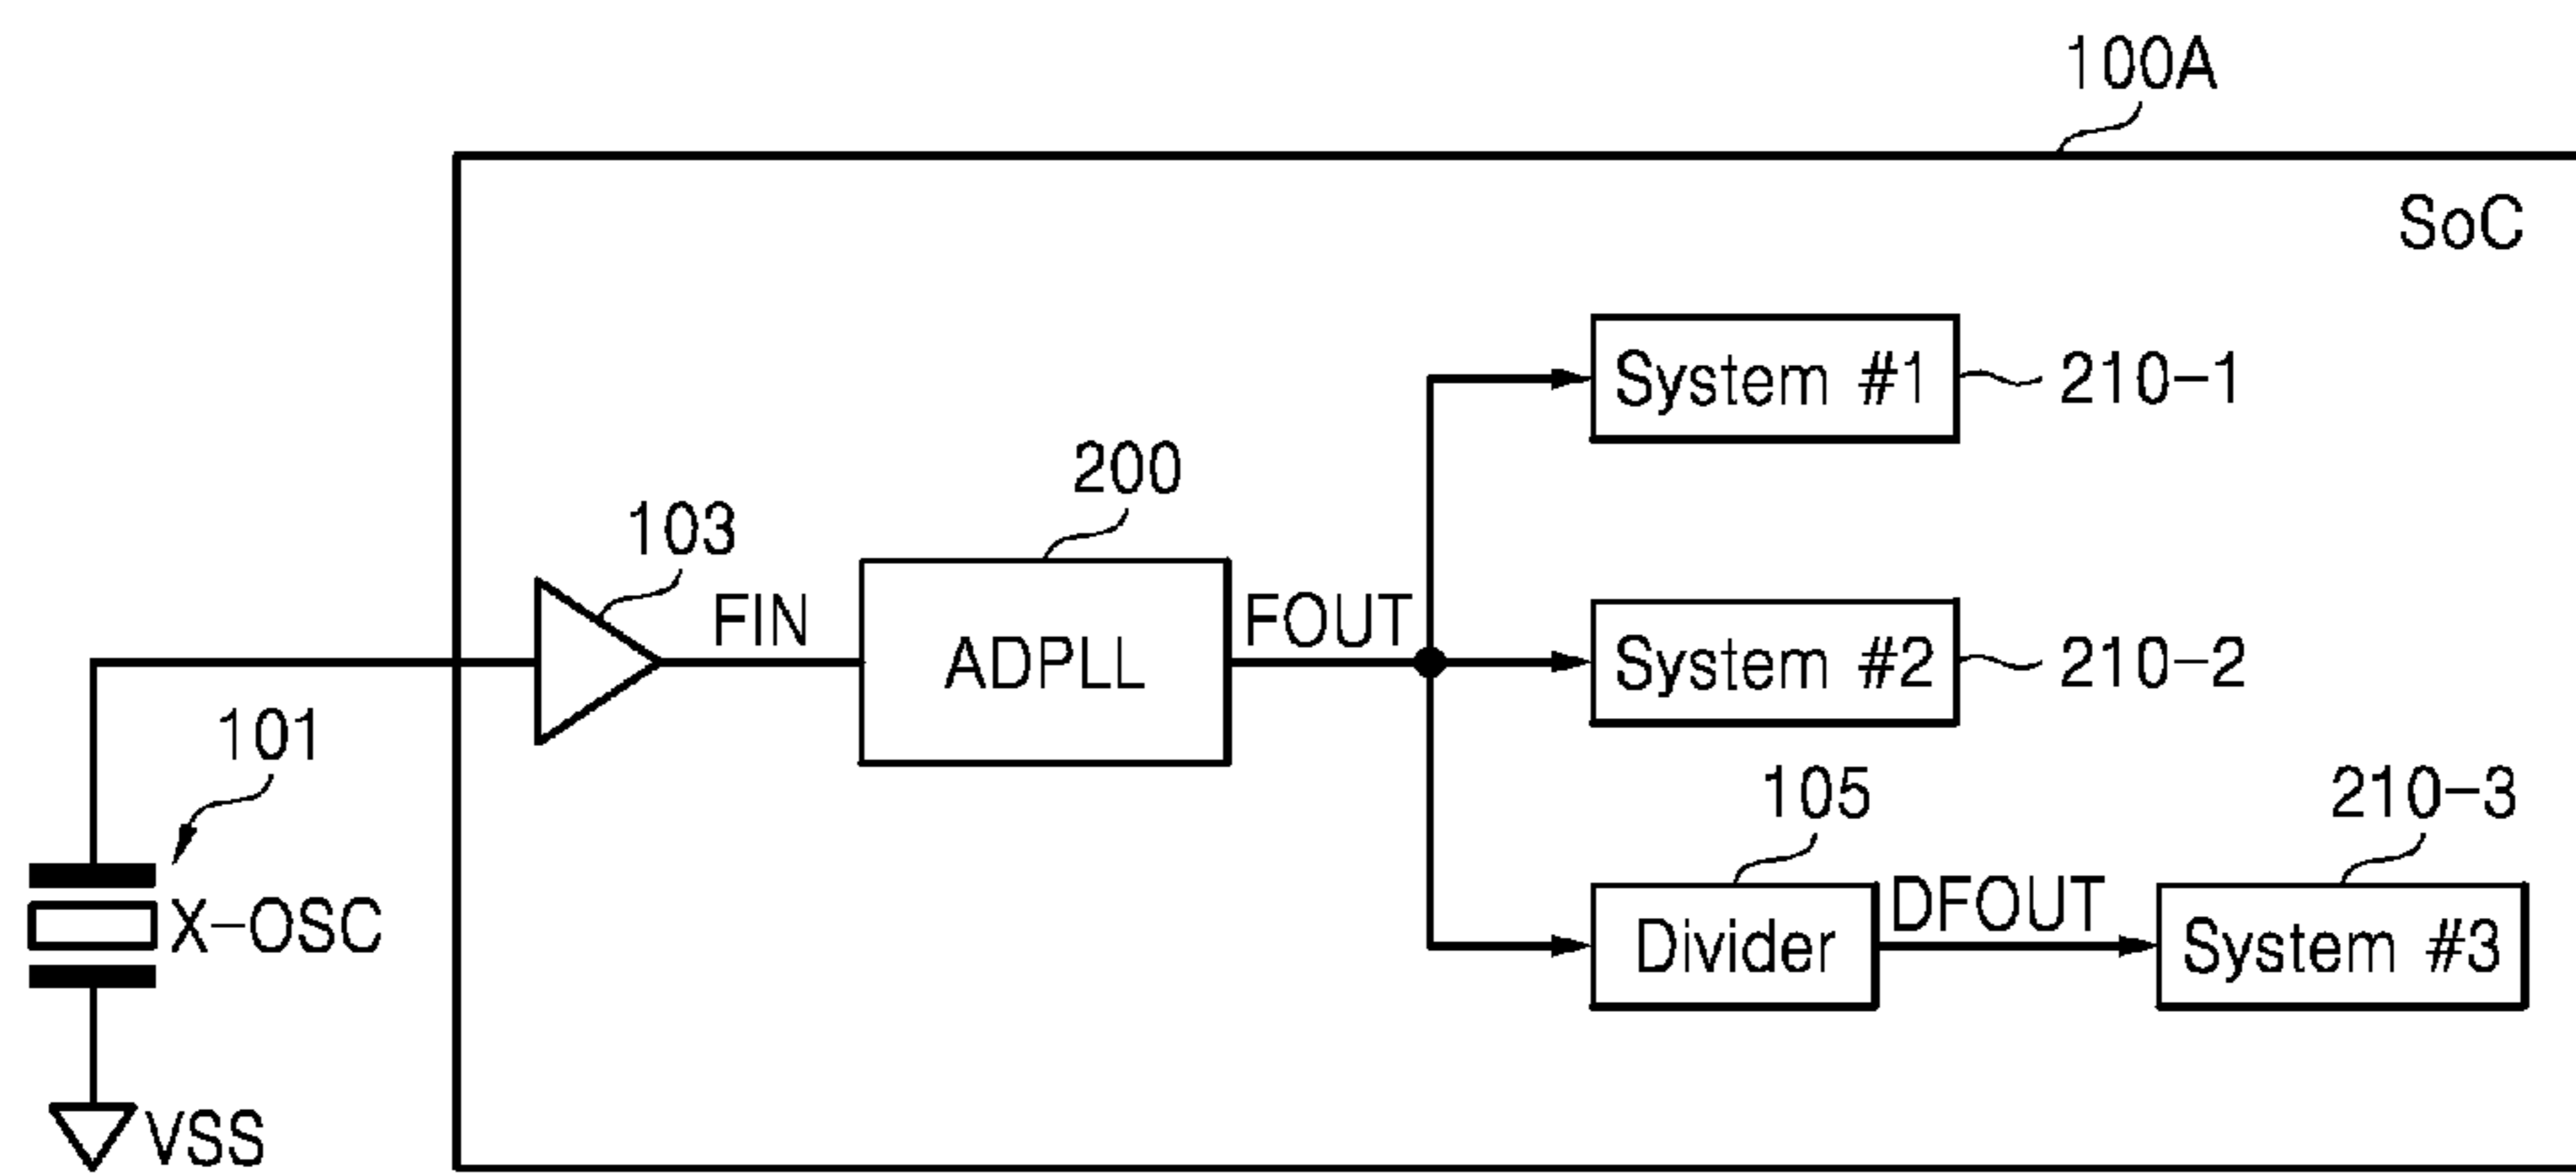 100A
SoC
System #1
210-1
200
103
FIN
ADPLL
FOUT
System #2
210-2
101
X-OSC
105
210-3
Divider
DFOUT
System #3
VSS